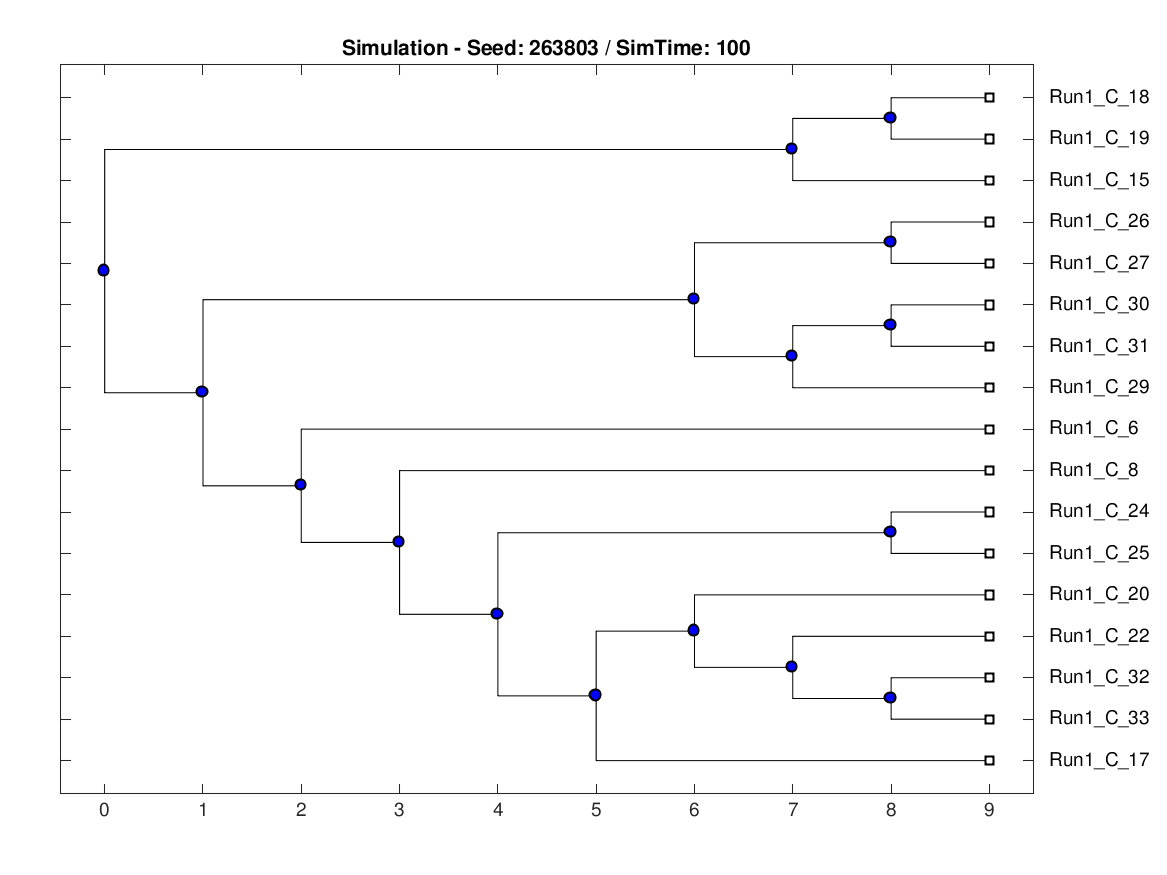 Simulation - Seed: 263803 / SimTime: 100
Run1_C_18
Run1_C_19
Run1_C_15
Run1_C_26
Run1_C_27
Run1_C_30
Run1_C_31
Run1_C_29
Run1_C_6
Run1_C_8
Run1_C_24
Run1_C_25
Run1_C_20
Run1_C_22
Run1_C_32
Run1_C_33
Run1_C_17
0 1 2 3 4 5 6 7 8 9